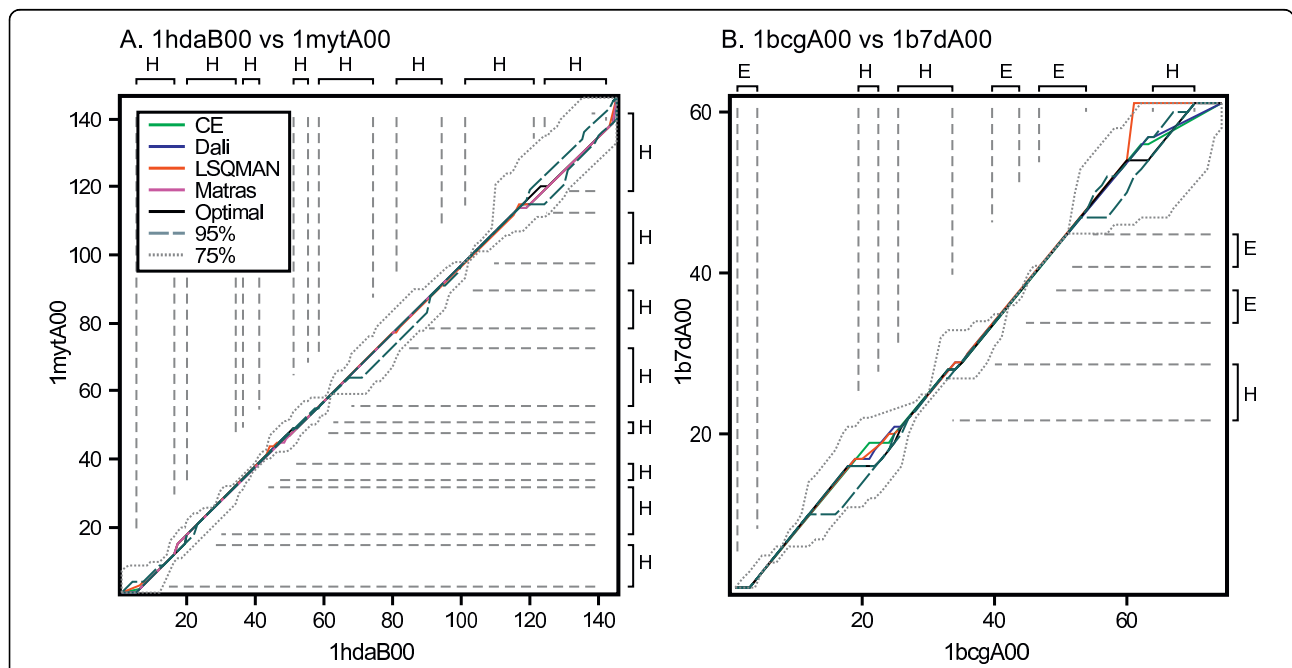 A. 1hdaB00 vs 1mytA00
H H H H H H H H
CE
Dali
LSQMAN
Matras
Optimal
95%
75%
140
120
100
80
60
40
20
1mytA00
H
H
H
H
H
H
H
H
20 40 60 80 100 120 140
1hdaB00
B. 1bcgA00 vs 1b7dA00
E H H E E H
60
40
20
1b7dA00
E
E
H
20 40 60
1bcgA00